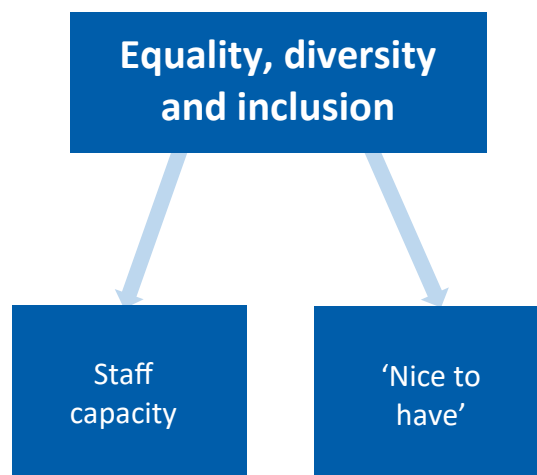 Equality, diversity
and inclusion
Staff
capacity
‘Nice to
have’